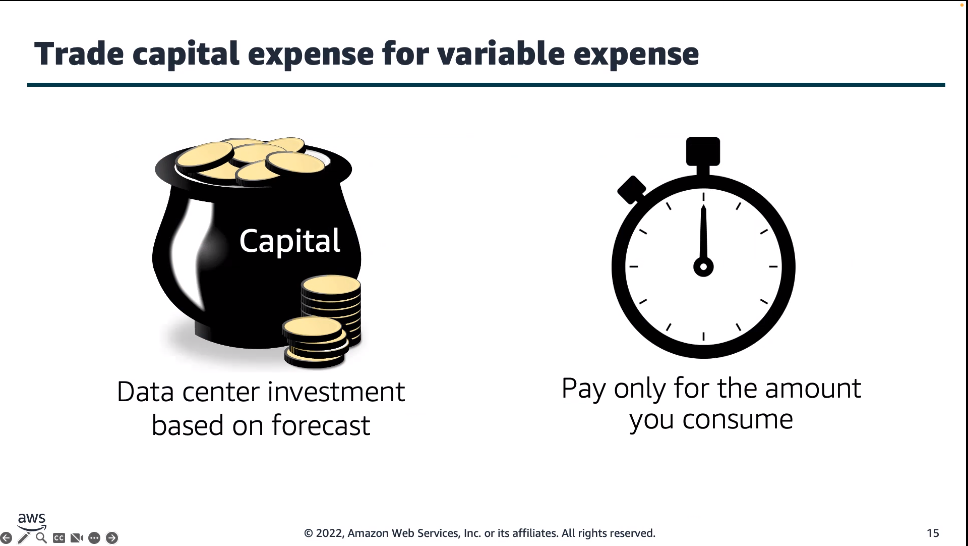 Trade capital expense for variable expense
Capital
Data center investment
based on forecast
Pay only for the amount
you consume
aws
CC
© 2022, Amazon Web Services, Inc. or its affiliates. All rights reserved.
15